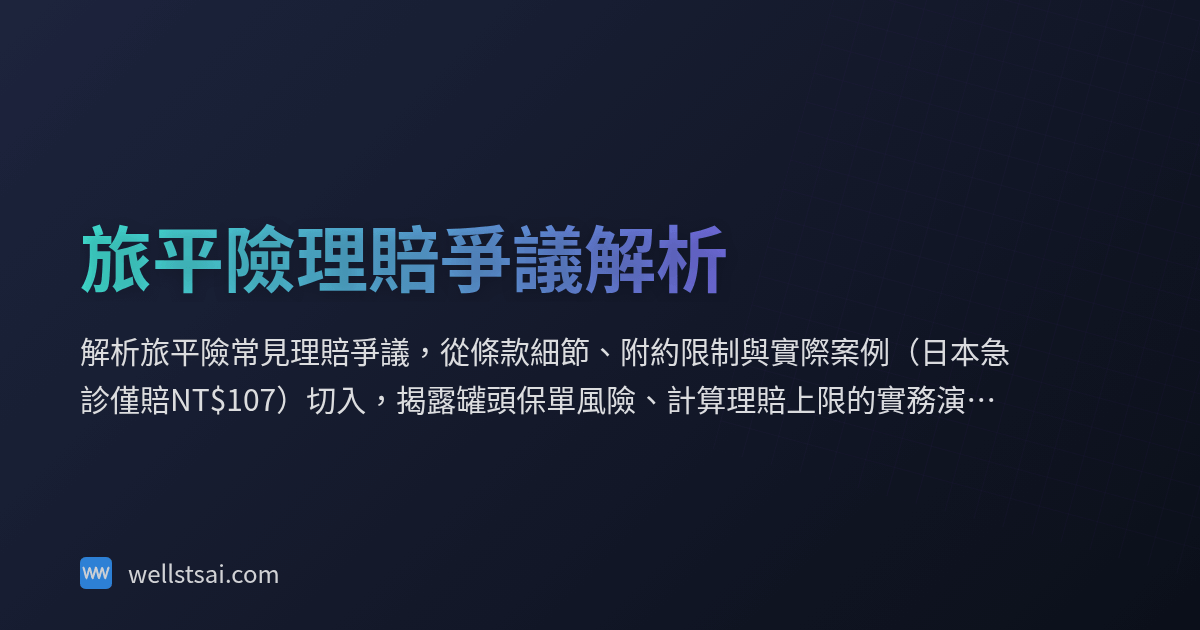 旅平險理賠爭議解析
解析旅平險常見理賠爭議，從條款細節、附約限制與實際案例（日本急
診僅賠NT$107）切入，揭露罐頭保單風險、計算理賠上限的實務演…
wellstsai.com